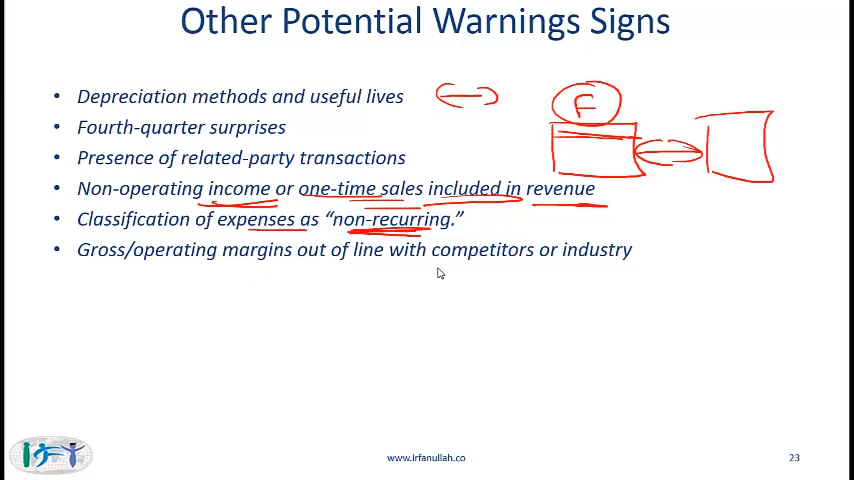 Other Potential Warnings Signs
• Depreciation methods and useful lives
F
• Fourth-quarter surprises
• Presence of related-party transactions
• Non-operating income or one-time sales included in revenue
• Classification of expenses as “non-recurring.”
• Gross/operating margins out of line with competitors or industry
www.irfanullah.co
23